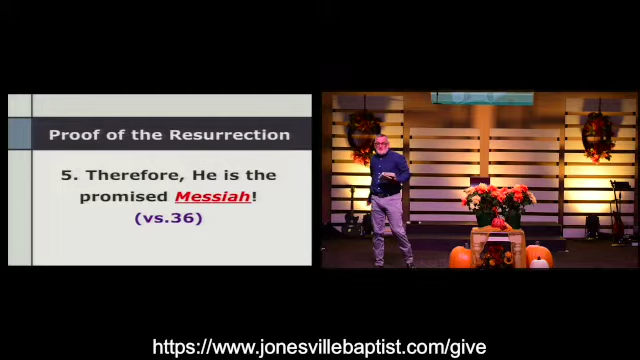 Proof of the Resurrection
5. Therefore, He is the
promised Messiah!
(vs.36)
https://www.jonesvillebaptist.com/give